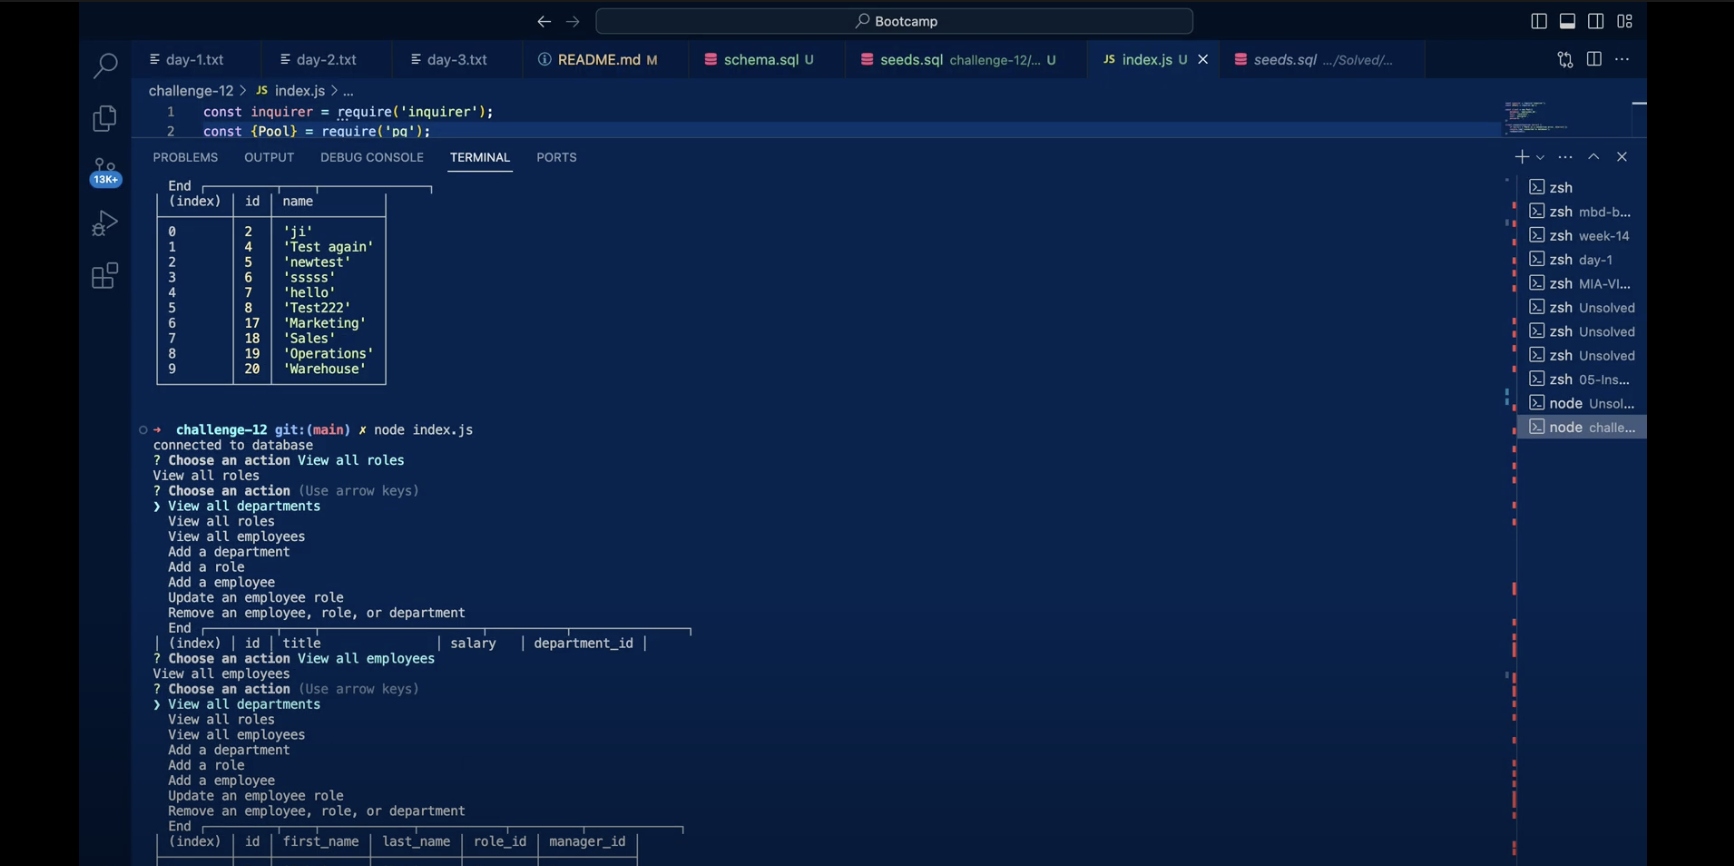 Bootcamp
day-1.txt
day-2.txt
day-3.txt
README.md M
schema.sql U
seeds.sql challenge-12/... U
JS index.js U
seeds.sql .../Solved/...
challenge-12 > JS index.js > ...
1 const inquirer = require('inquirer');
2 const {Pool} = require('pg');
13K+
PROBLEMS
OUTPUT
DEBUG CONSOLE
TERMINAL
PORTS
End
(index) id name
0 2 'ji'
1 4 'Test again'
2 5 'newtest'
3 6 'sssss'
4 7 'hello'
5 8 'Test222'
6 17 'Marketing'
7 18 'Sales'
8 19 'Operations'
9 20 'Warehouse'
➜ challenge-12 git:(main) ✗ node index.js
connected to database
? Choose an action View all roles
View all roles
? Choose an action (Use arrow keys)
❯ View all departments
View all roles
View all employees
Add a department
Add a role
Add a employee
Update an employee role
Remove an employee, role, or department
End
(index) id title salary department_id
? Choose an action View all employees
View all employees
? Choose an action (Use arrow keys)
❯ View all departments
View all roles
View all employees
Add a department
Add a role
Add a employee
Update an employee role
Remove an employee, role, or department
End
(index) id first_name last_name role_id manager_id
zsh
zsh mbd-b...
zsh week-14
zsh day-1
zsh MIA-VI...
zsh Unsolved
zsh Unsolved
zsh Unsolved
zsh 05-Ins...
node Unsol...
node challe...